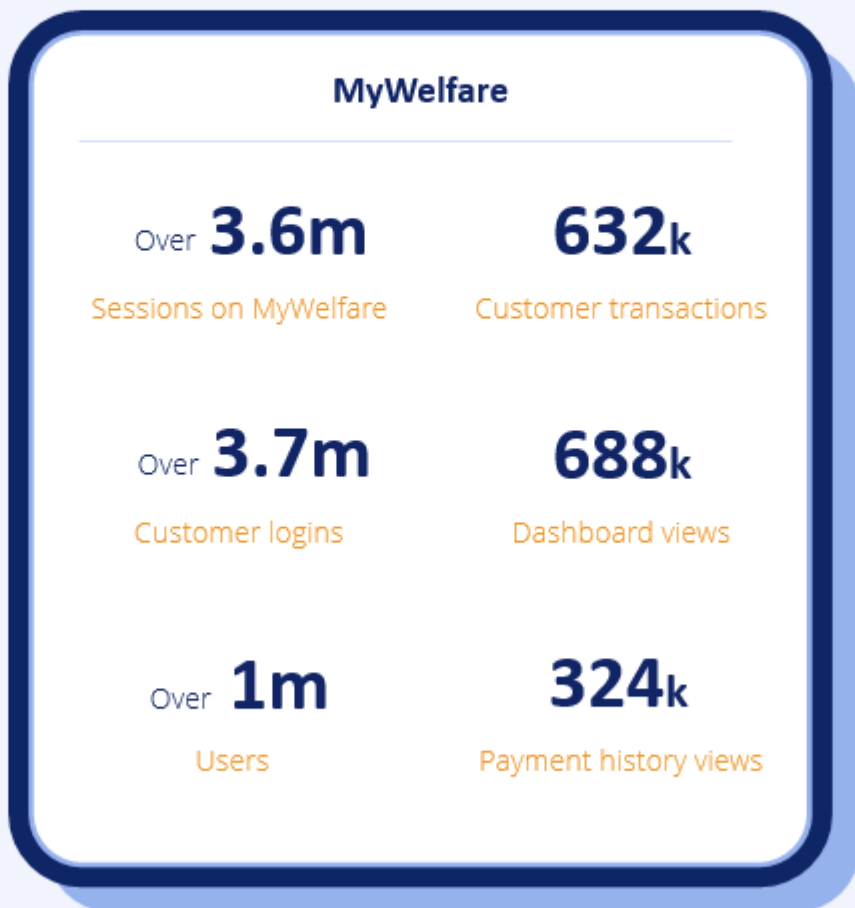 MyWelfare
Over 3.6m
Sessions on MyWelfare
632k
Customer transactions
Over 3.7m
Customer logins
688k
Dashboard views
Over 1m
Users
324k
Payment history views